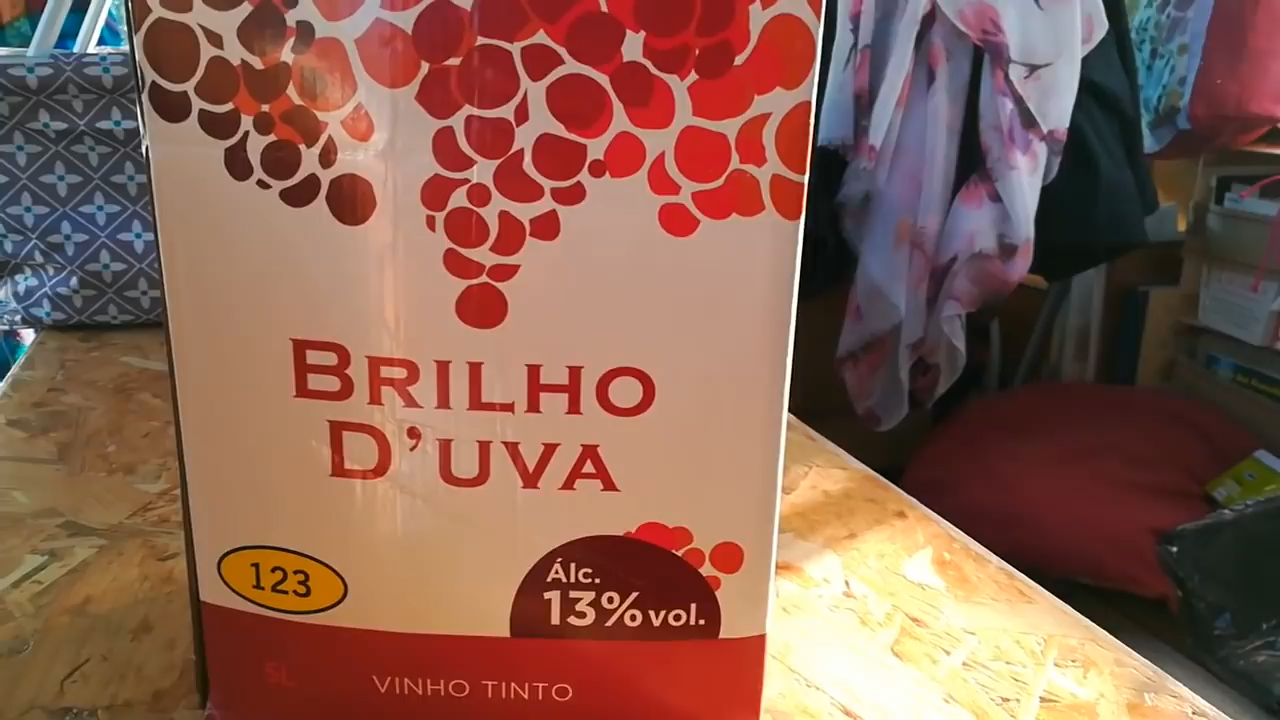 BRILHO
D'UVA
123
Álc.
13% vol.
5L
VINHO TINTO